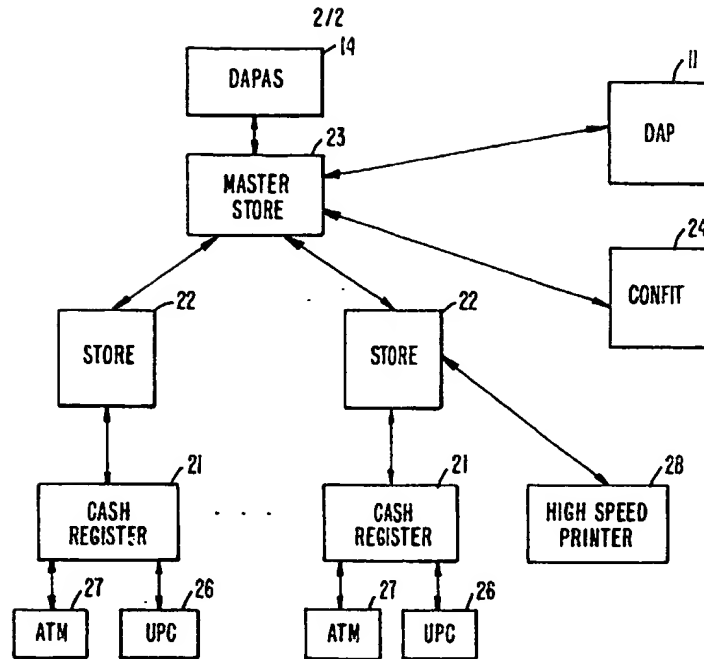 2/2
14
DAPAS
11
DAP
23
MASTER
STORE
24
CONFIT
22
STORE
22
STORE
21
CASH
REGISTER
. . .
21
CASH
REGISTER
28
HIGH SPEED
PRINTER
27
ATM
26
UPC
27
ATM
26
UPC